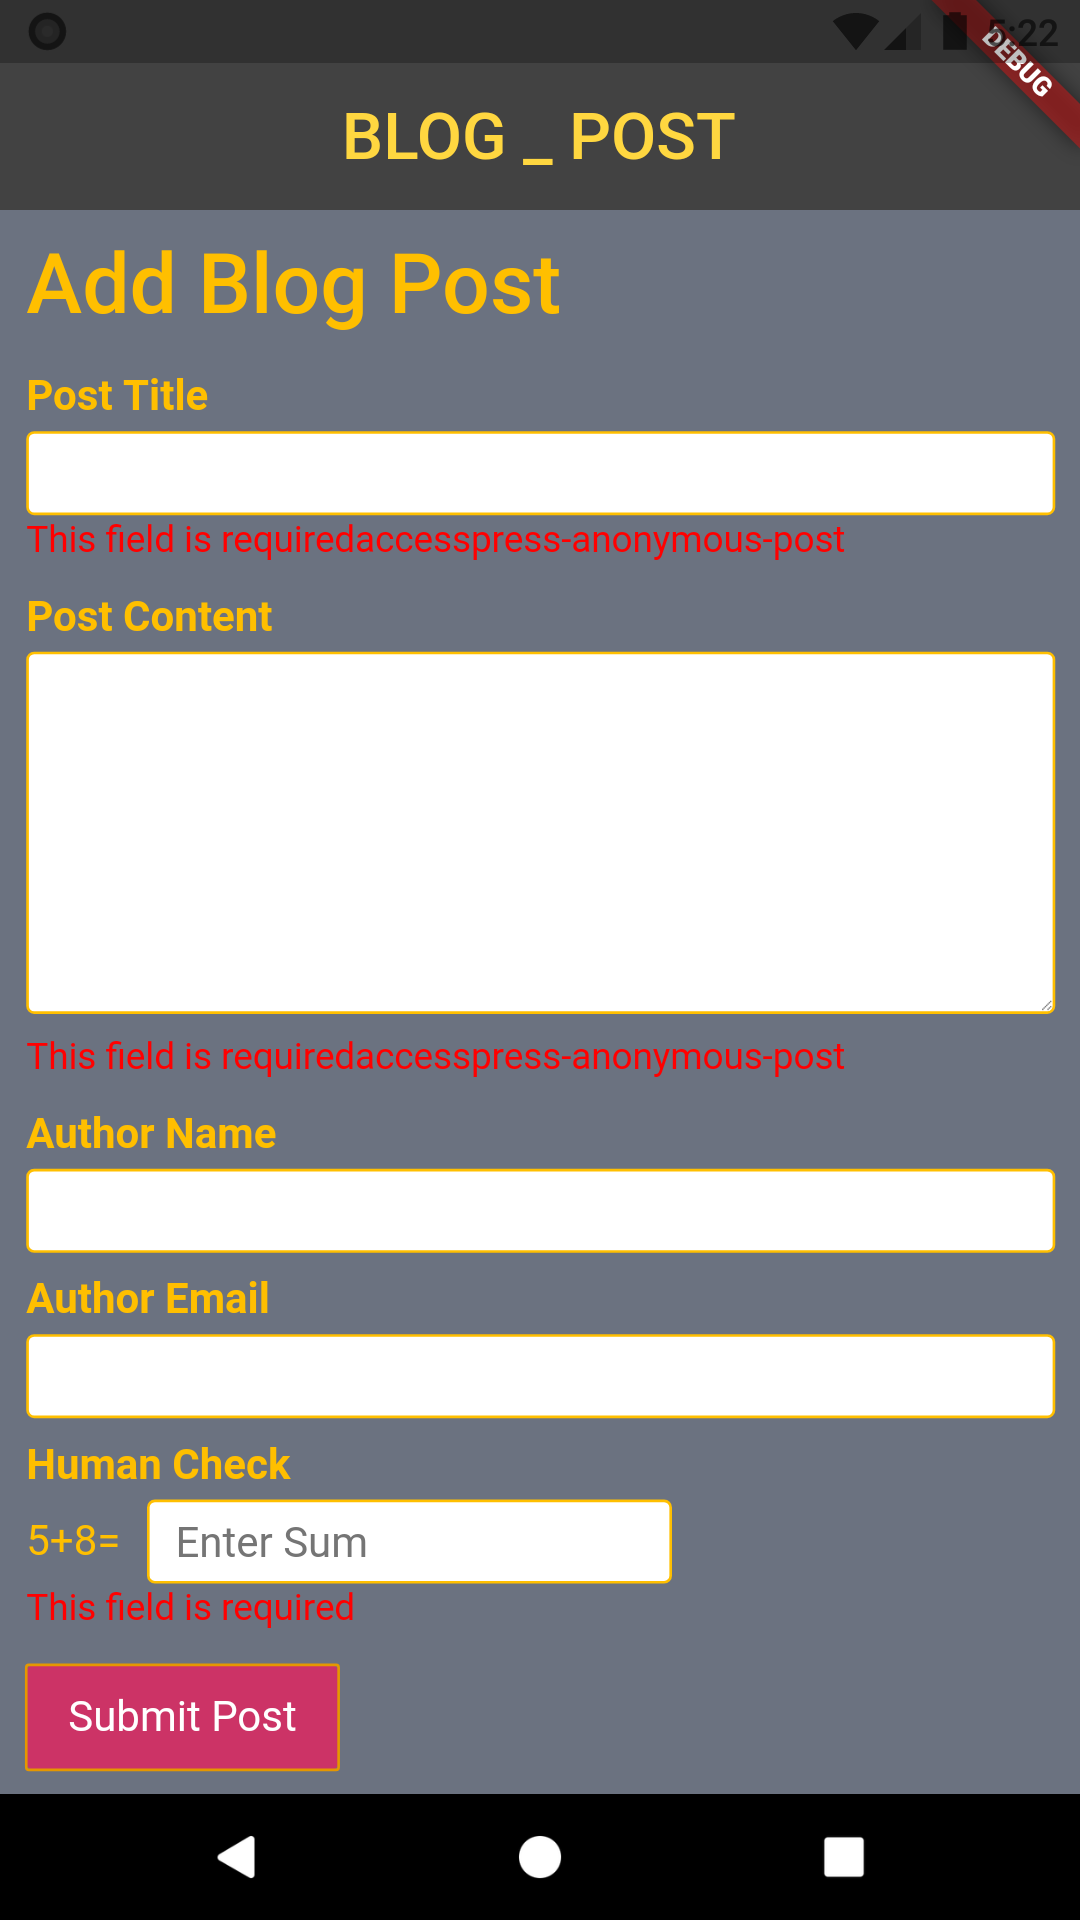 5:22
DEBUG
BLOG _ POST
Add Blog Post
Post Title
This field is requiredaccesspress-anonymous-post
Post Content
This field is requiredaccesspress-anonymous-post
Author Name
Author Email
Human Check
5+8= Enter Sum
This field is required
Submit Post